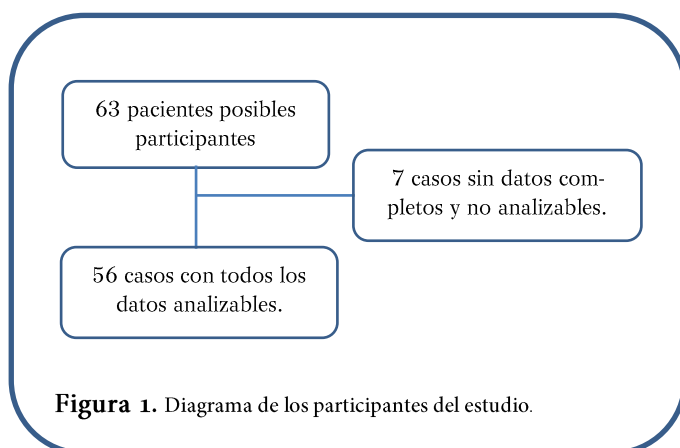 63 pacientes posibles
participantes
7 casos sin datos com-
pletos y no analizables.
56 casos con todos los
datos analizables.
Figura 1. Diagrama de los participantes del estudio.